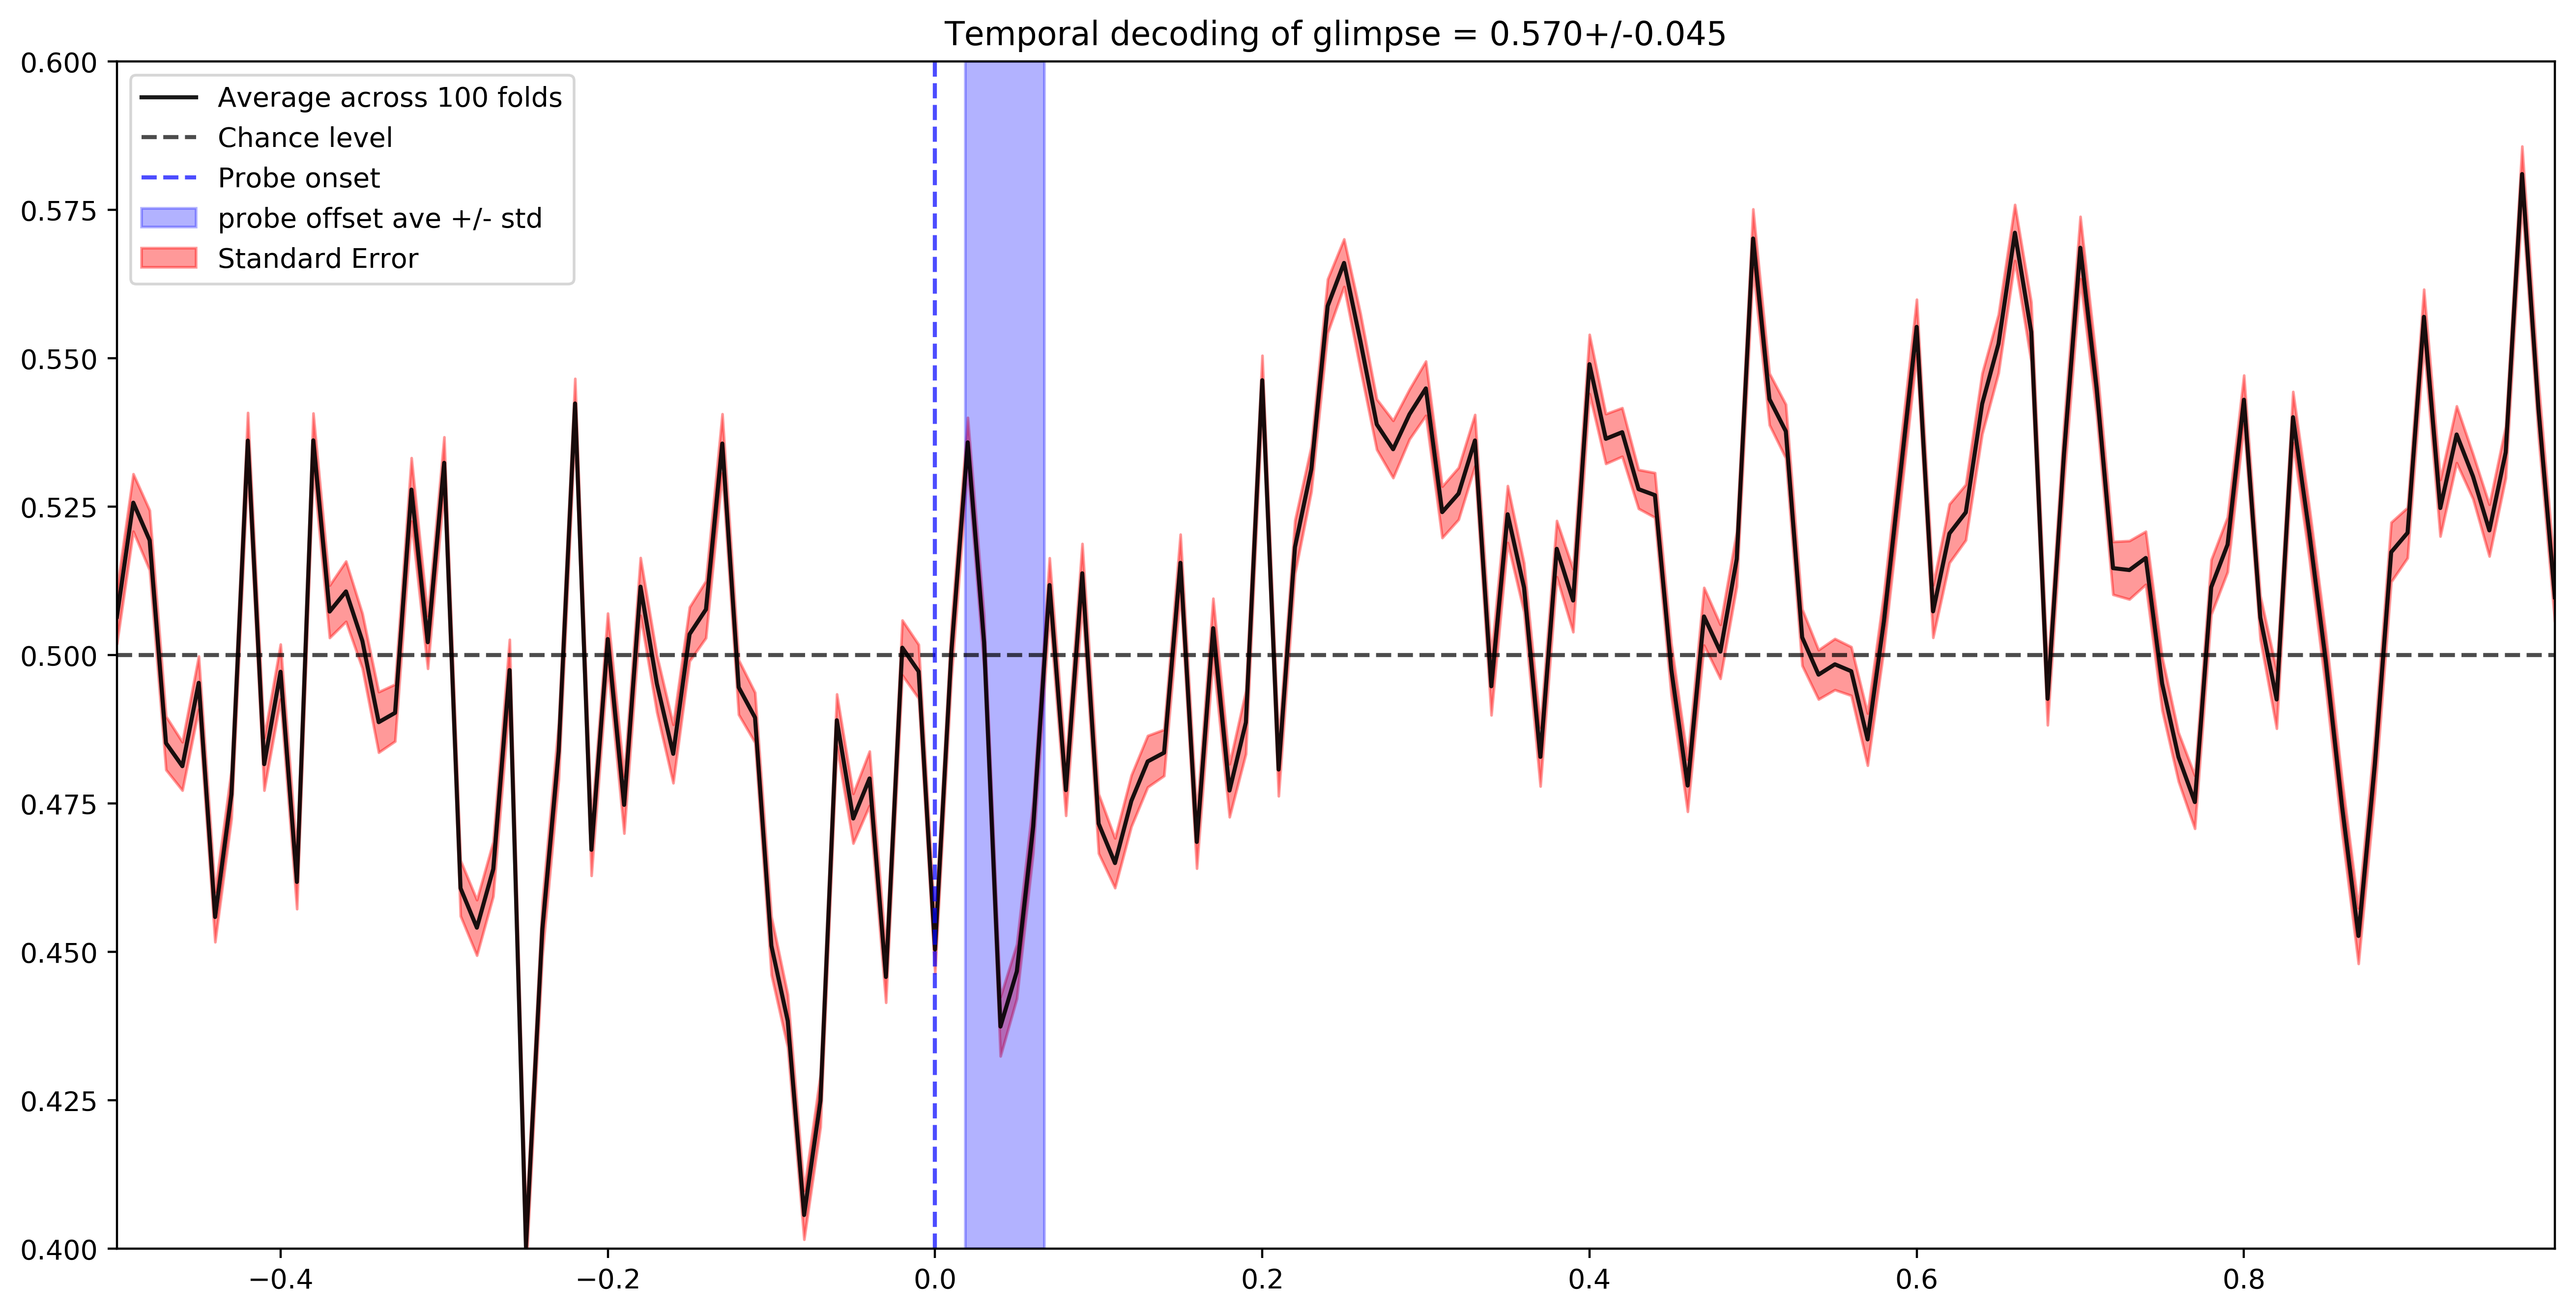 Temporal decoding of glimpse = 0.570+/-0.045
0.600
0.575
0.550
0.525
0.500
0.475
0.450
0.425
0.400
Average across 100 folds
Chance level
Probe onset
probe offset ave +/- std
Standard Error
−0.4 −0.2 0.0 0.2 0.4 0.6 0.8